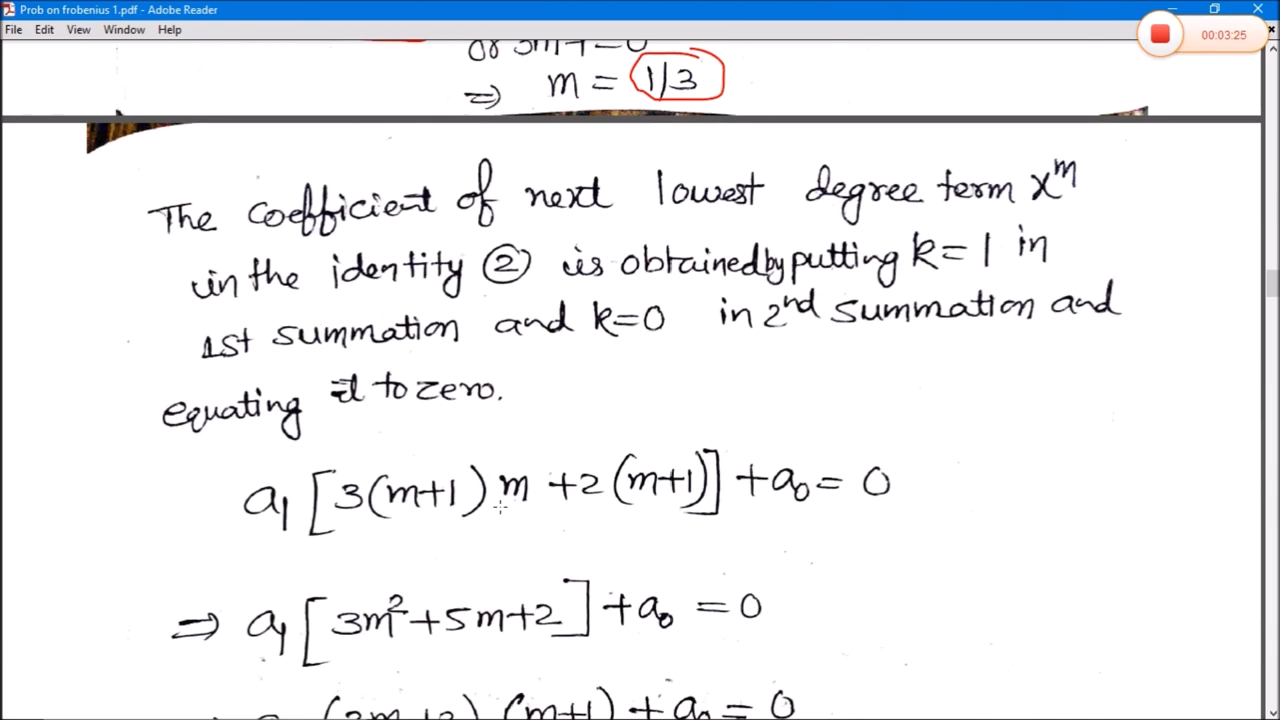 Prob on frobenius 1.pdf - Adobe Reader
File Edit View Window Help
00:03:25
⇒ m = 1/3
The coefficient of next lowest degree term x^m
in the identity ② is obtained by putting k=1 in
1st summation and k=0 in 2nd summation and
equating it to zero.
a₁ [3(m+1) m + 2 (m+1)] + a₀ = 0
⇒ a₁ [3m² + 5m + 2] + a₀ = 0
(m+1) + a₀ = 0